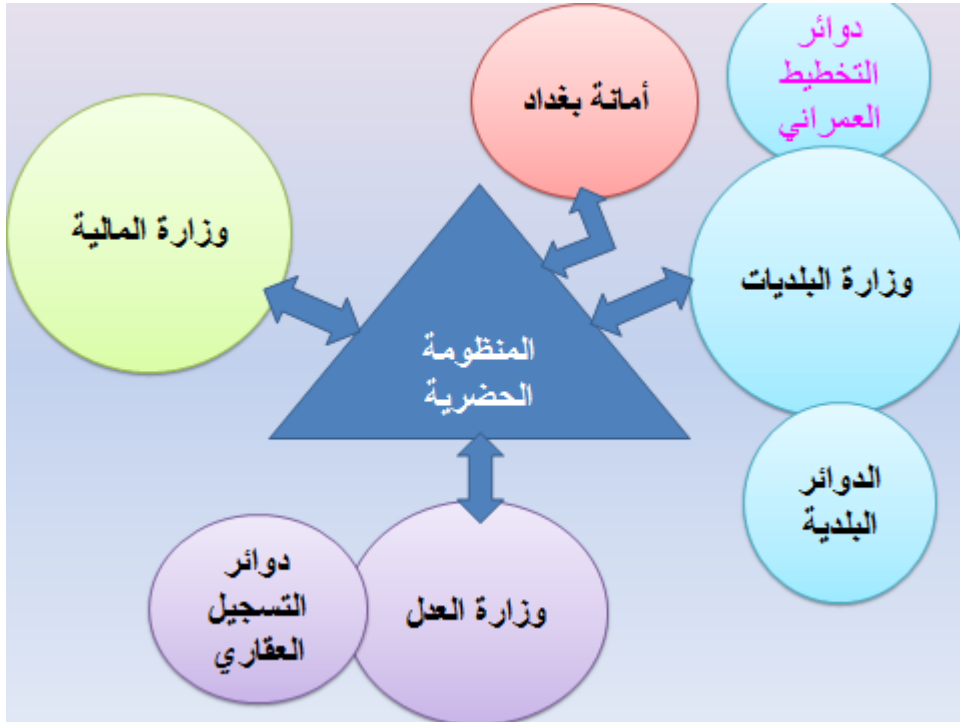 دوائر
التخطيط
العمراني
أمانة بغداد
وزارة المالية
وزارة البلديات
المنظومة
الحضرية
الدوائر
البلدية
دوائر
التسجيل
العقاري
وزارة العدل